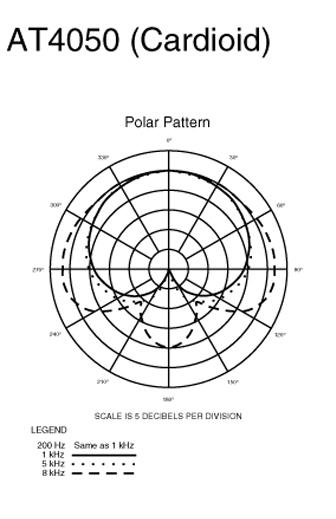 AT4050 (Cardioid)
Polar Pattern
0°
330° 30°
300° 60°
270° 90°
240° 120°
210° 150°
180°
SCALE IS 5 DECIBELS PER DIVISION
LEGEND
200 Hz Same as 1 kHz
1 kHz
5 kHz
8 kHz